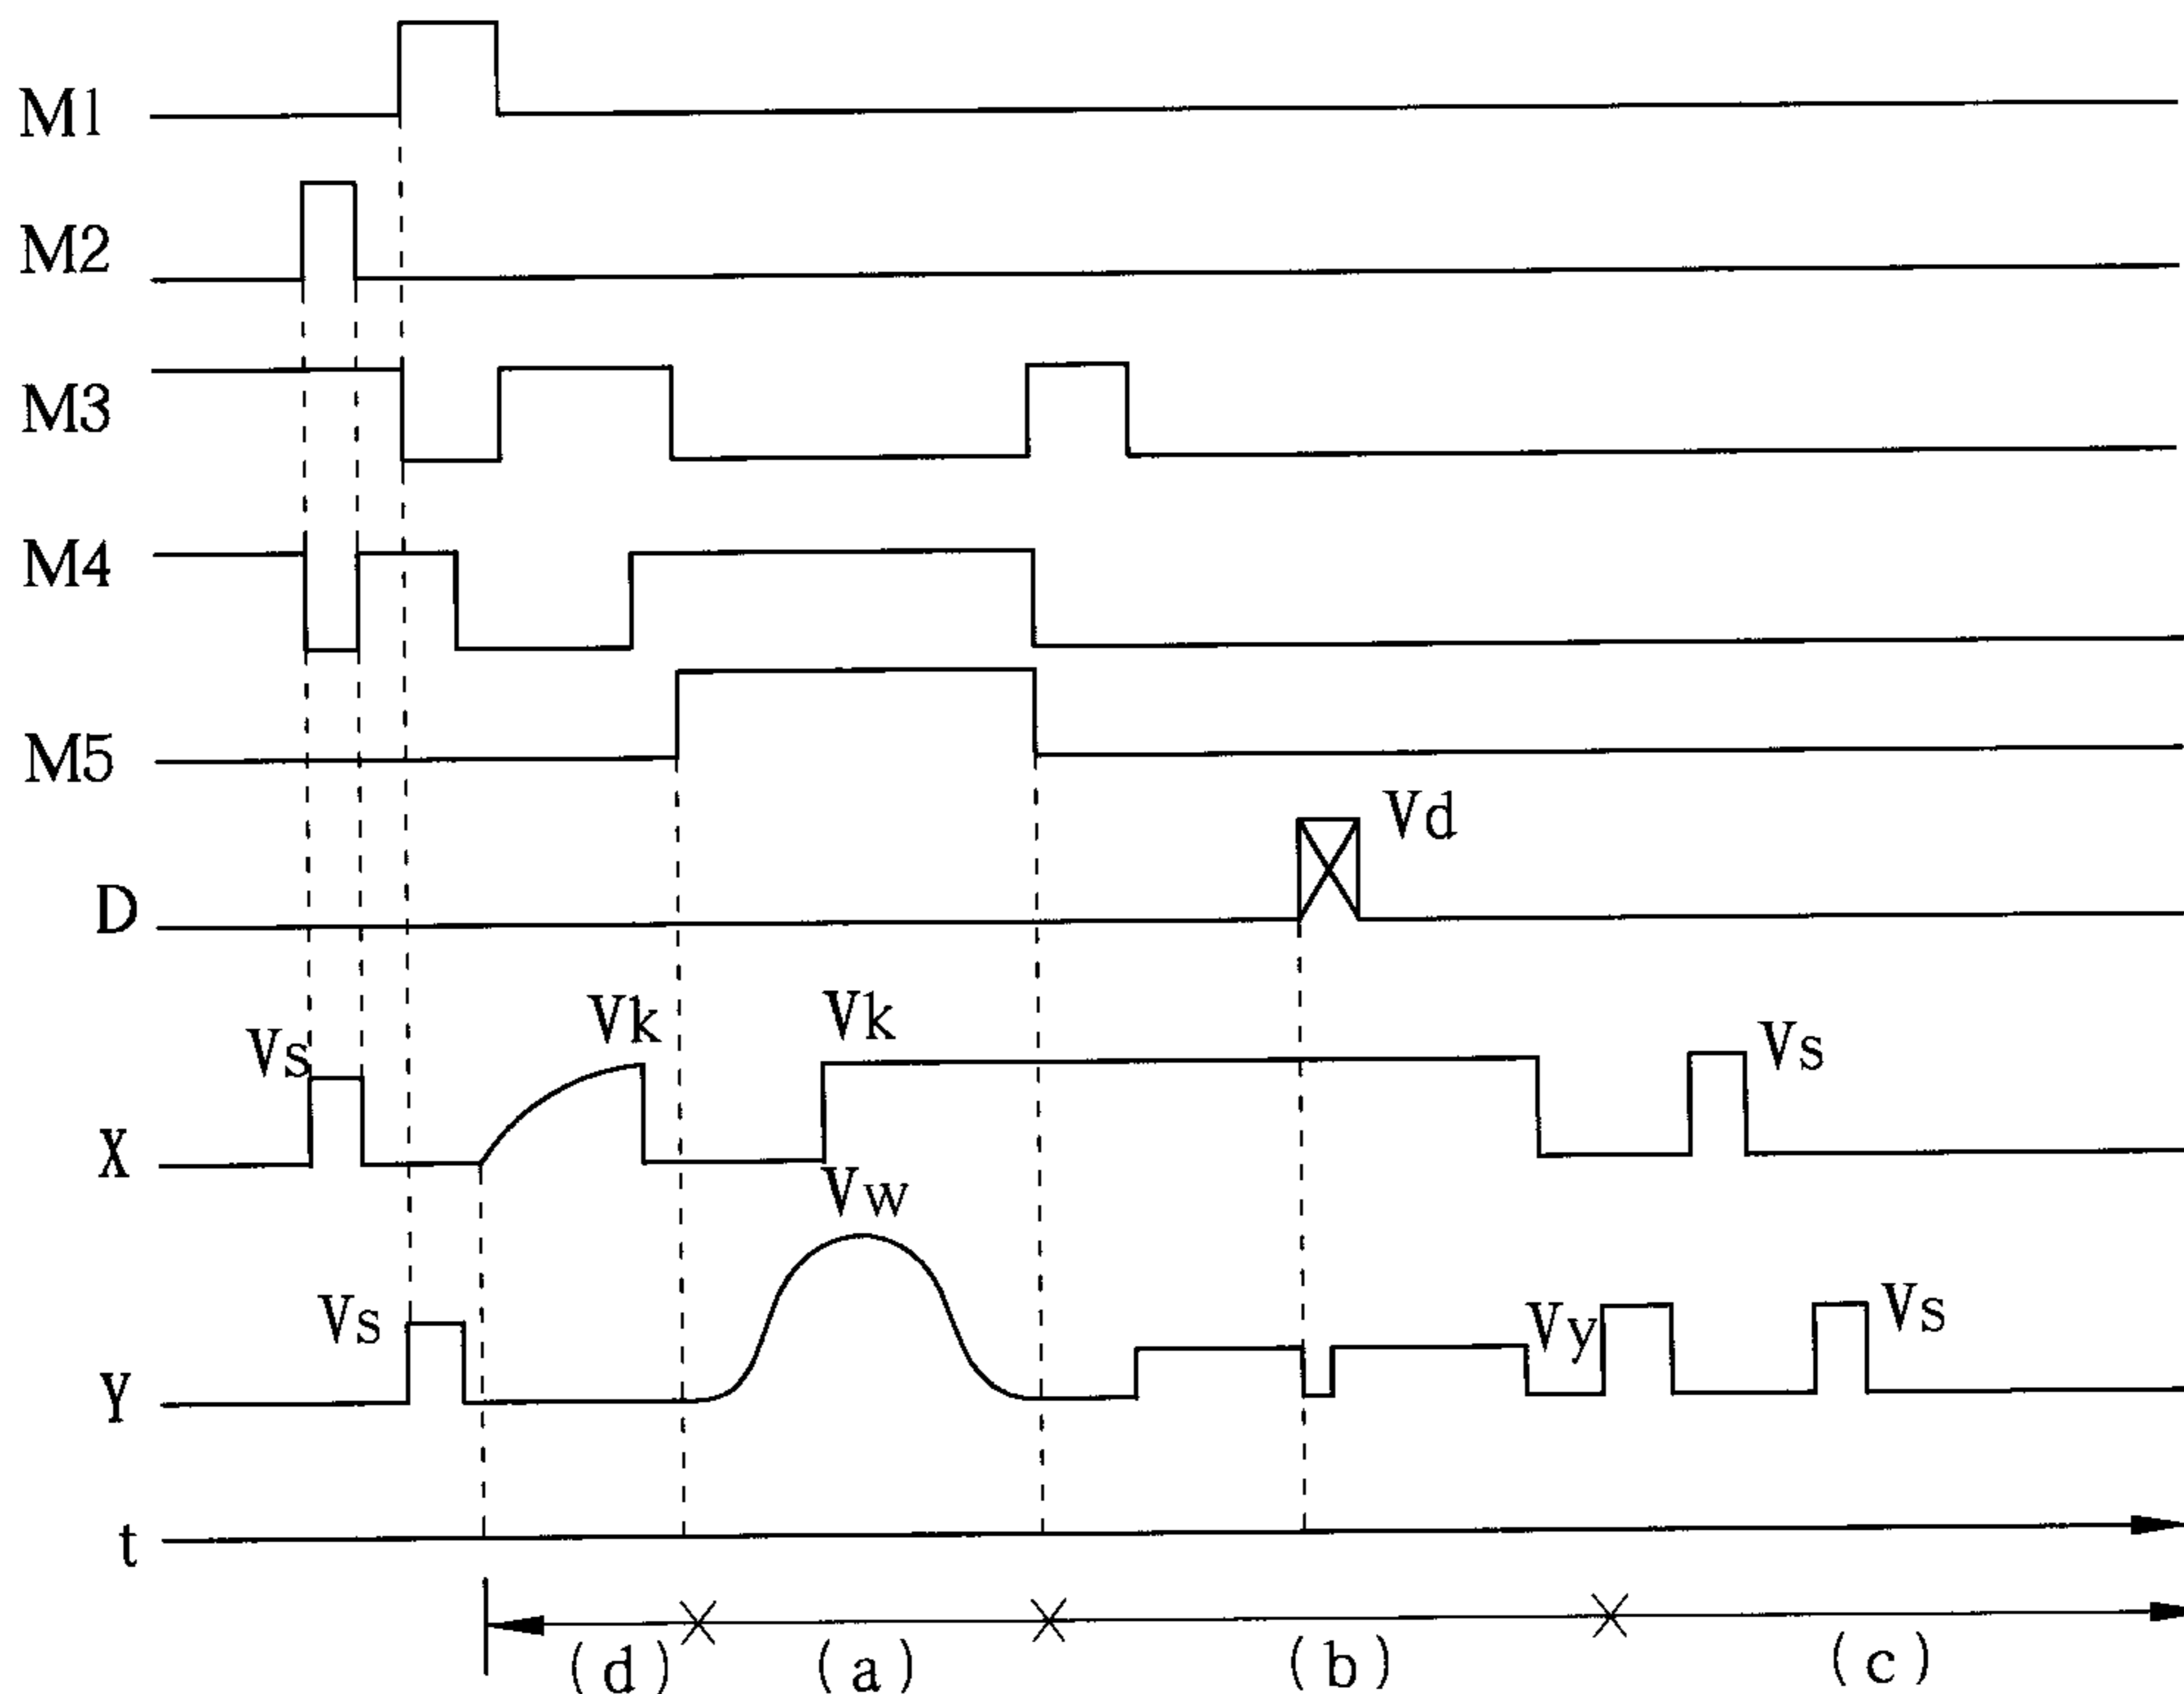 M1
M2
M3
M4
M5
Vd
D
Vk Vk
Vs Vs
X
Vw
Vs Vy Vs
Y
t
(d) (a) (b) (c)